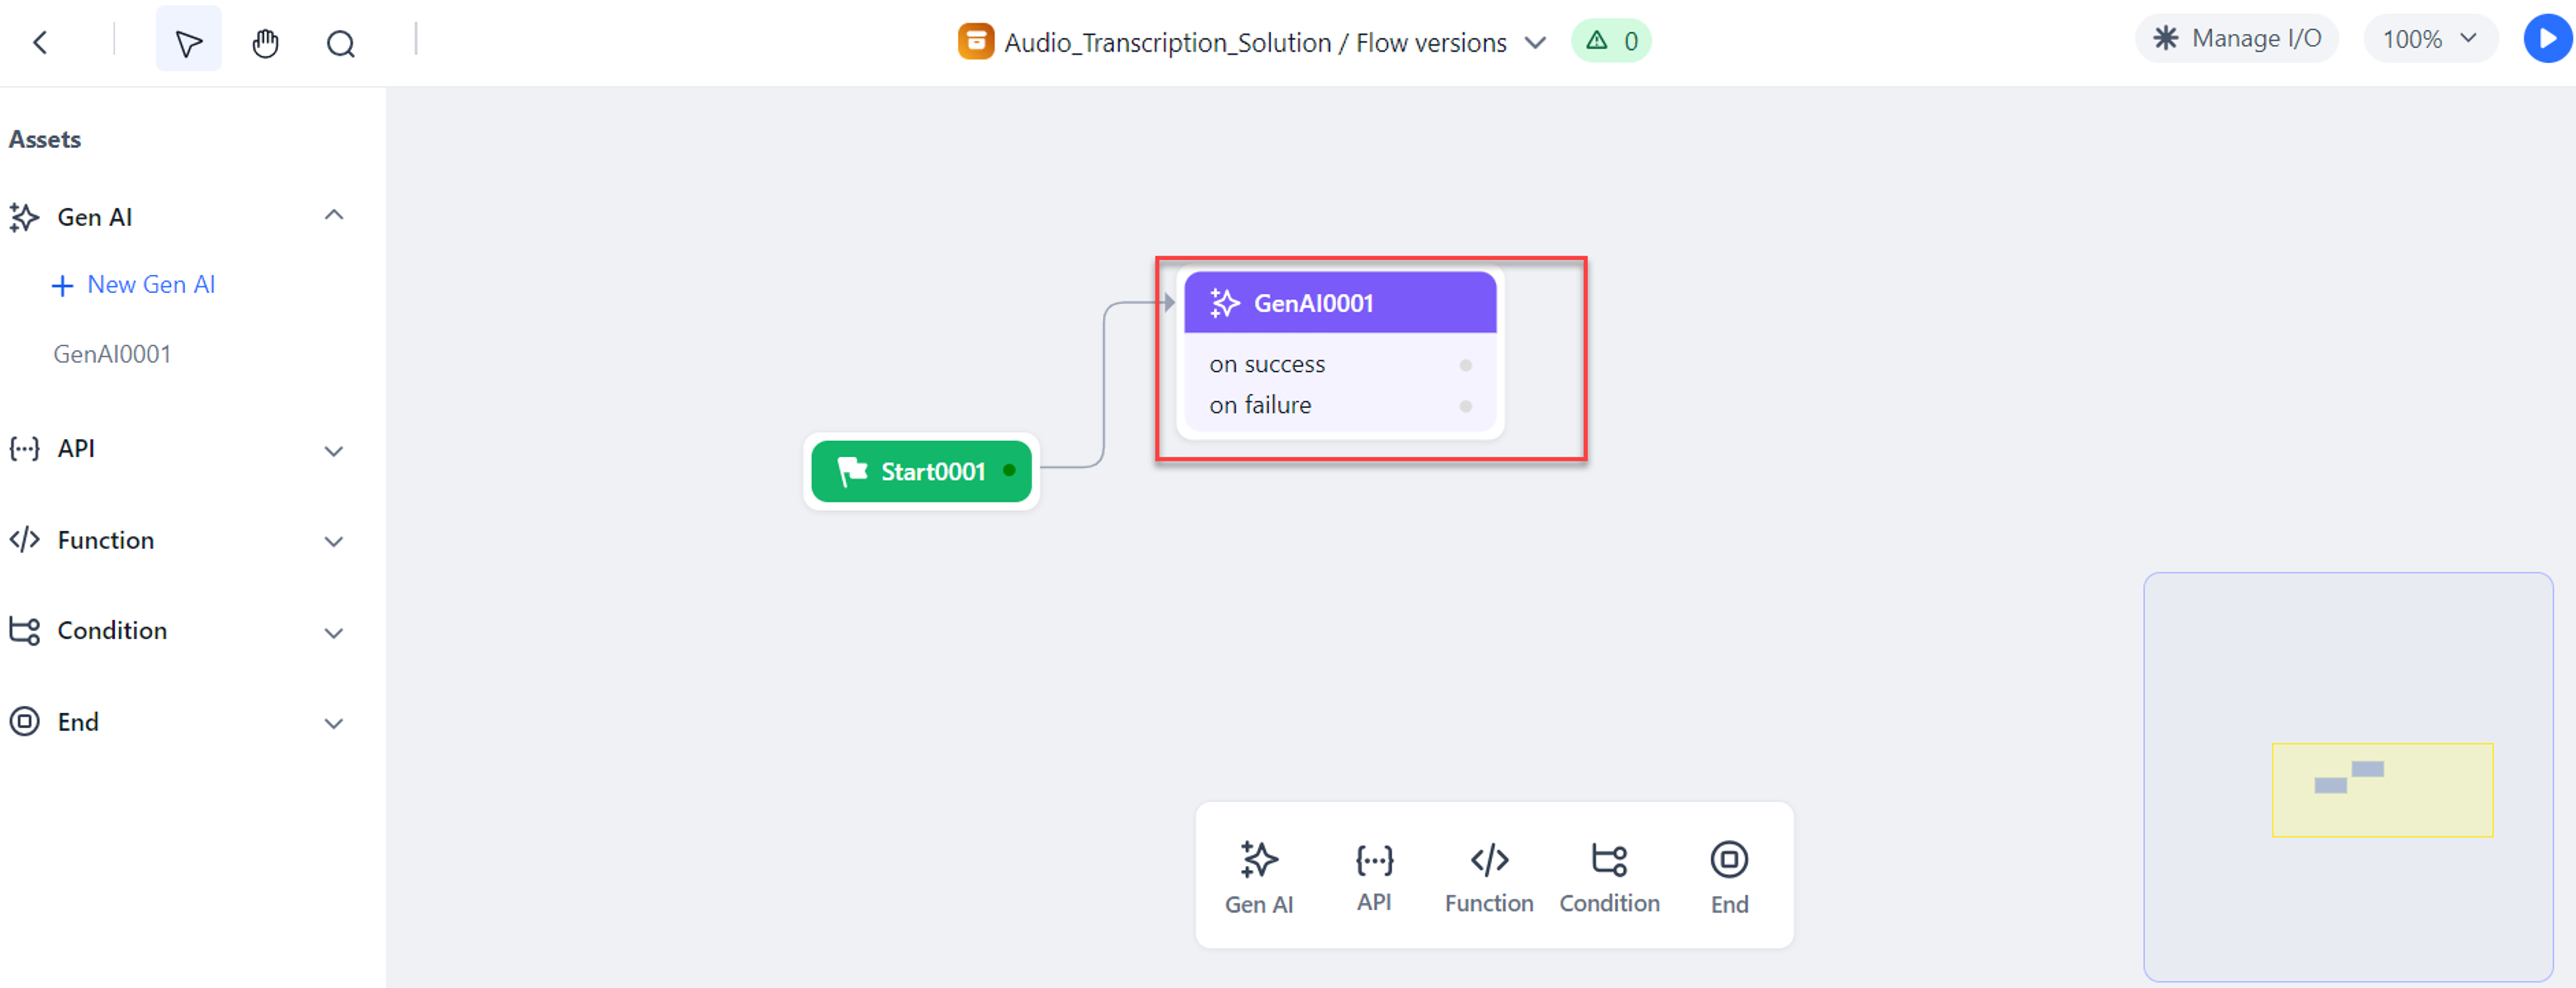 Audio_Transcription_Solution / Flow versions
0
Manage I/O
100%
Assets
Gen AI
New Gen AI
GenAI0001
API
Function
Condition
End
GenAI0001
on success
on failure
Start0001
Gen AI
API
Function
Condition
End